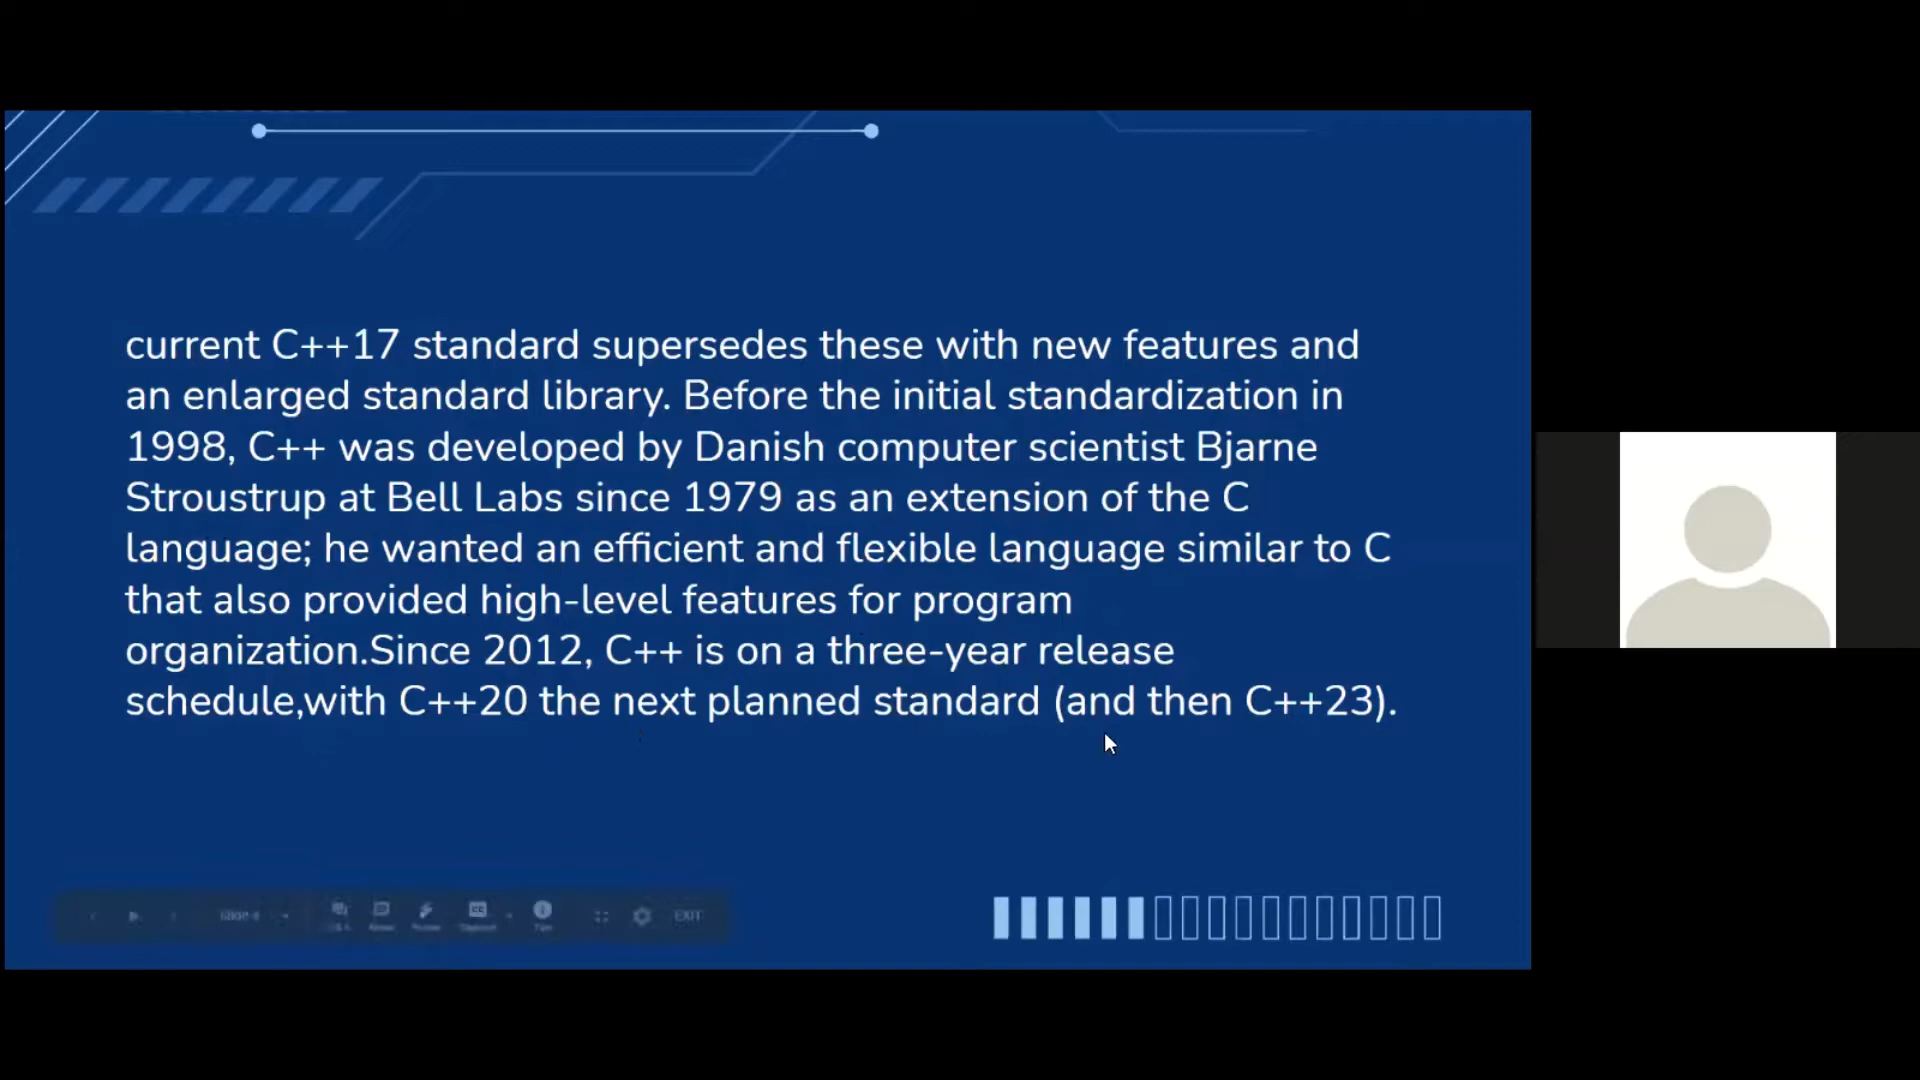 current C++17 standard supersedes these with new features and
an enlarged standard library. Before the initial standardization in
1998, C++ was developed by Danish computer scientist Bjarne
Stroustrup at Bell Labs since 1979 as an extension of the C
language; he wanted an efficient and flexible language similar to C
that also provided high-level features for program
organization.Since 2012, C++ is on a three-year release
schedule,with C++20 the next planned standard (and then C++23).
EXIT